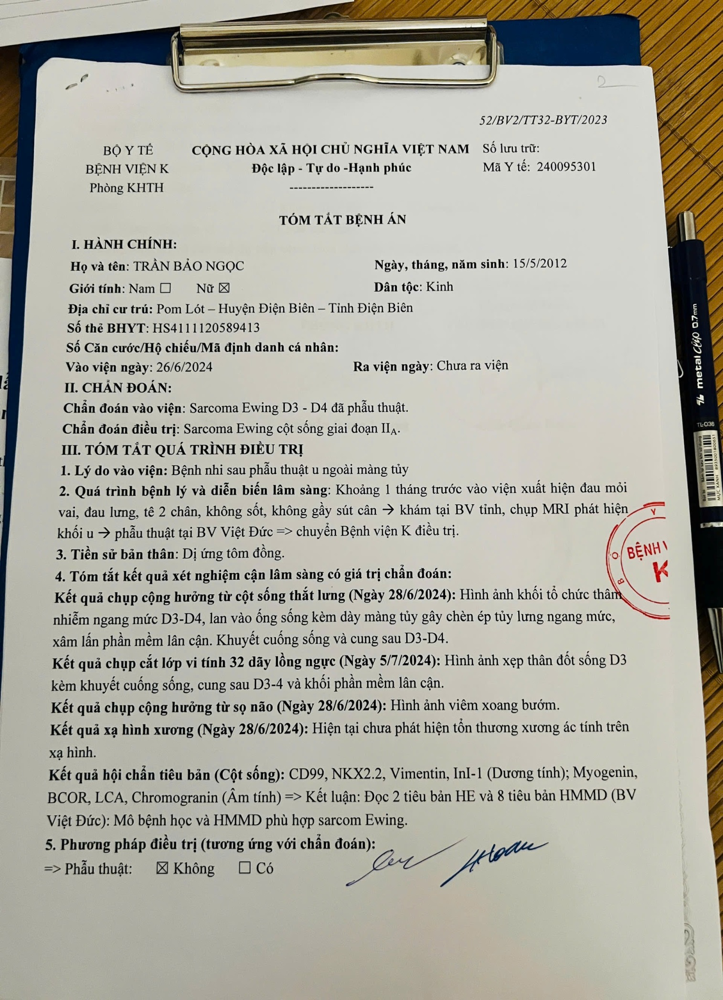 52/BV2/TT32-BYT/2023
BỘ Y TẾ
BỆNH VIỆN K
Phòng KHTH
CỘNG HÒA XÃ HỘI CHỦ NGHĨA VIỆT NAM
Độc lập - Tự do -Hạnh phúc
-------------------
Số lưu trữ:
Mã Y tế: 240095301
TÓM TẮT BỆNH ÁN
I. HÀNH CHÍNH:
Họ và tên: TRẦN BẢO NGỌC Ngày, tháng, năm sinh: 15/5/2012
Giới tính: Nam ☐ Nữ ☒ Dân tộc: Kinh
Địa chỉ cư trú: Pom Lót – Huyện Điện Biên – Tỉnh Điện Biên
Số thẻ BHYT: HS4111120589413
Số Căn cước/Hộ chiếu/Mã định danh cá nhân:
Vào viện ngày: 26/6/2024 Ra viện ngày: Chưa ra viện
II. CHẨN ĐOÁN:
Chẩn đoán vào viện: Sarcoma Ewing D3 - D4 đã phẫu thuật.
Chẩn đoán điều trị: Sarcoma Ewing cột sống giai đoạn IIA.
III. TÓM TẮT QUÁ TRÌNH ĐIỀU TRỊ
1. Lý do vào viện: Bệnh nhi sau phẫu thuật u ngoài màng tủy
2. Quá trình bệnh lý và diễn biến lâm sàng: Khoảng 1 tháng trước vào viện xuất hiện đau mỏi
vai, đau lưng, tê 2 chân, không sốt, không gầy sút cân → khám tại BV tỉnh, chụp MRI phát hiện
khối u → phẫu thuật tại BV Việt Đức => chuyển Bệnh viện K điều trị.
3. Tiền sử bản thân: Dị ứng tôm đồng.
4. Tóm tắt kết quả xét nghiệm cận lâm sàng có giá trị chẩn đoán:
Kết quả chụp cộng hưởng từ cột sống thắt lưng (Ngày 28/6/2024): Hình ảnh khối tổ chức thâm
nhiễm ngang mức D3-D4, lan vào ống sống kèm dày màng tủy gây chèn ép tủy lưng ngang mức,
xâm lấn phần mềm lân cận. Khuyết cuống sống và cung sau D3-D4.
Kết quả chụp cắt lớp vi tính 32 dãy lồng ngực (Ngày 5/7/2024): Hình ảnh xẹp thân đốt sống D3
kèm khuyết cuống sống, cung sau D3-4 và khối phần mềm lân cận.
Kết quả chụp cộng hưởng từ sọ não (Ngày 28/6/2024): Hình ảnh viêm xoang bướm.
Kết quả xạ hình xương (Ngày 28/6/2024): Hiện tại chưa phát hiện tổn thương xương ác tính trên
xạ hình.
Kết quả hội chẩn tiêu bản (Cột sống): CD99, NKX2.2, Vimentin, InI-1 (Dương tính); Myogenin,
BCOR, LCA, Chromogranin (Âm tính) => Kết luận: Đọc 2 tiêu bản HE và 8 tiêu bản HMMD (BV
Việt Đức): Mô bệnh học và HMMD phù hợp sarcom Ewing.
5. Phương pháp điều trị (tương ứng với chẩn đoán):
=> Phẫu thuật: ☒ Không ☐ Có
B Ộ Y
BỆNH V
K
2
TL metal clip 0.7mm
TL-036
MỰC XANH 8935001800651